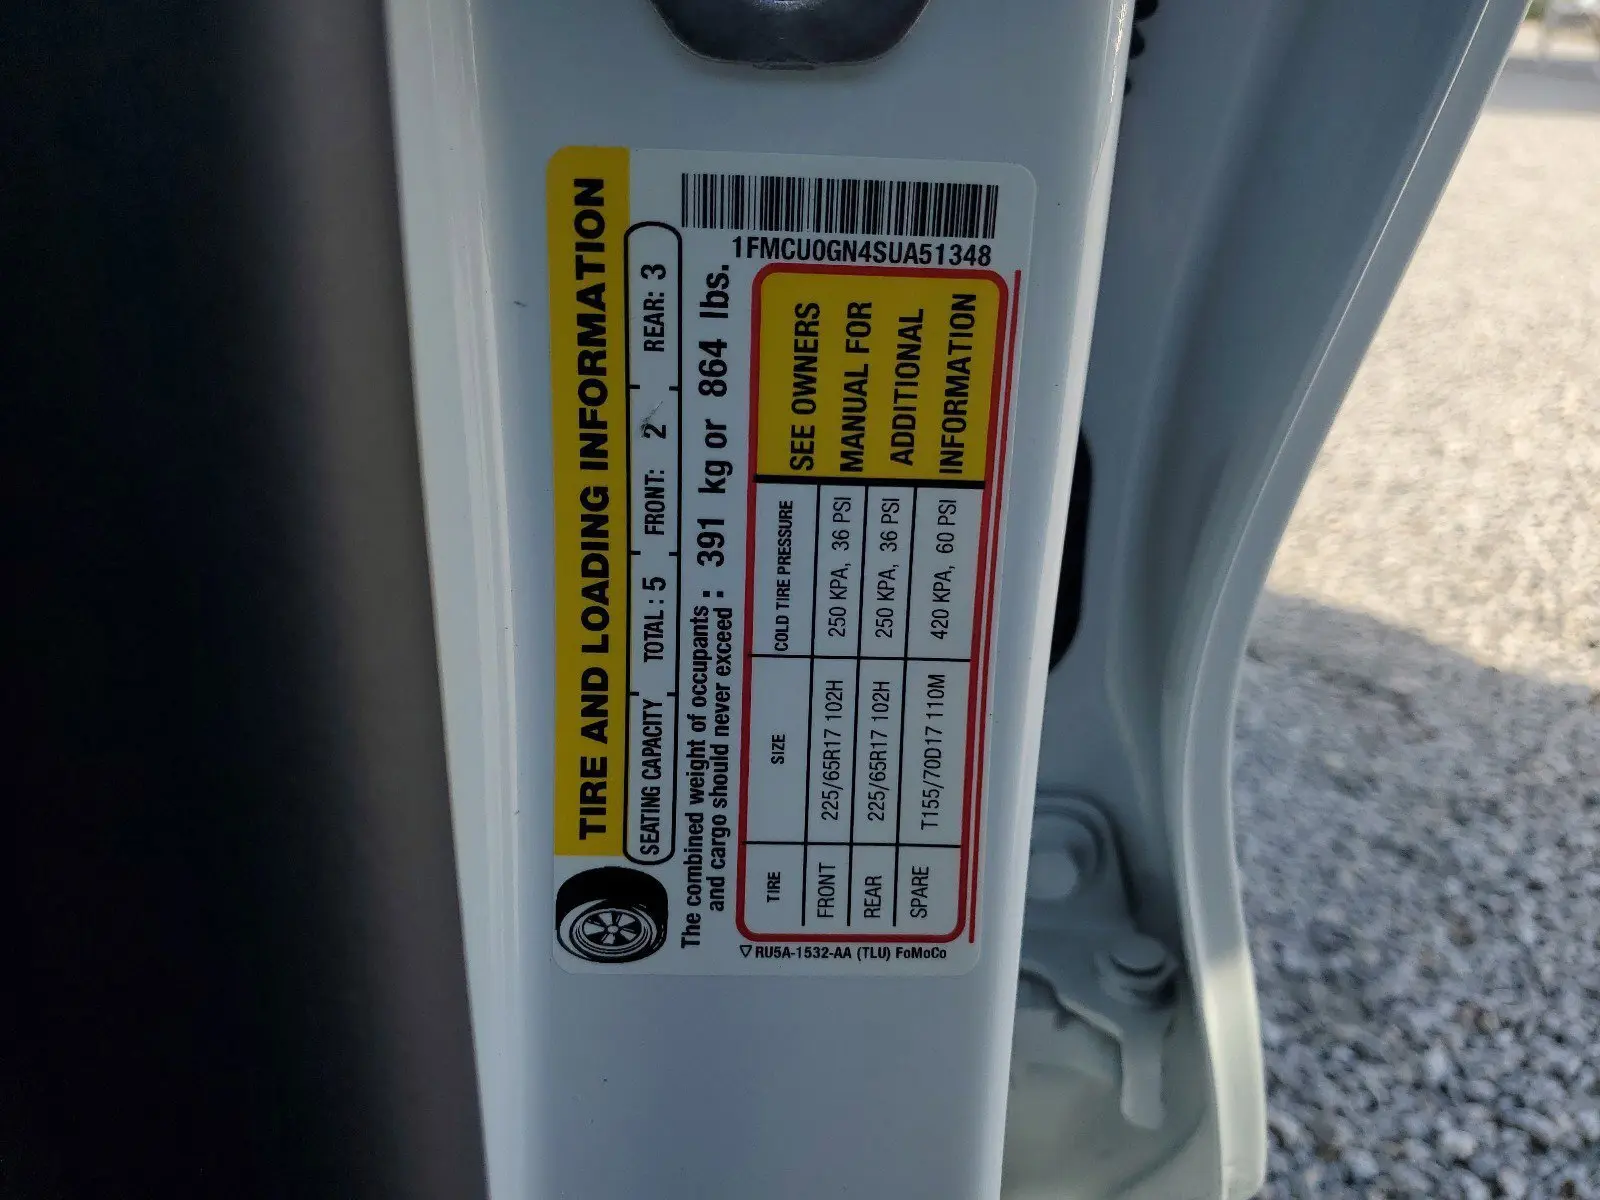 1FMCU0GN4SUA51348
TIRE AND LOADING INFORMATION
SEATING CAPACITY TOTAL: 5 FRONT: 2 REAR: 3
The combined weight of occupants
and cargo should never exceed : 391 kg or 864 lbs.
TIRE SIZE COLD TIRE PRESSURE
FRONT 225/65R17 102H 250 KPA, 36 PSI
REAR 225/65R17 102H 250 KPA, 36 PSI
SPARE T155/70D17 110M 420 KPA, 60 PSI
SEE OWNERS
MANUAL FOR
ADDITIONAL
INFORMATION
RU5A-1532-AA (TLU) FoMoCo